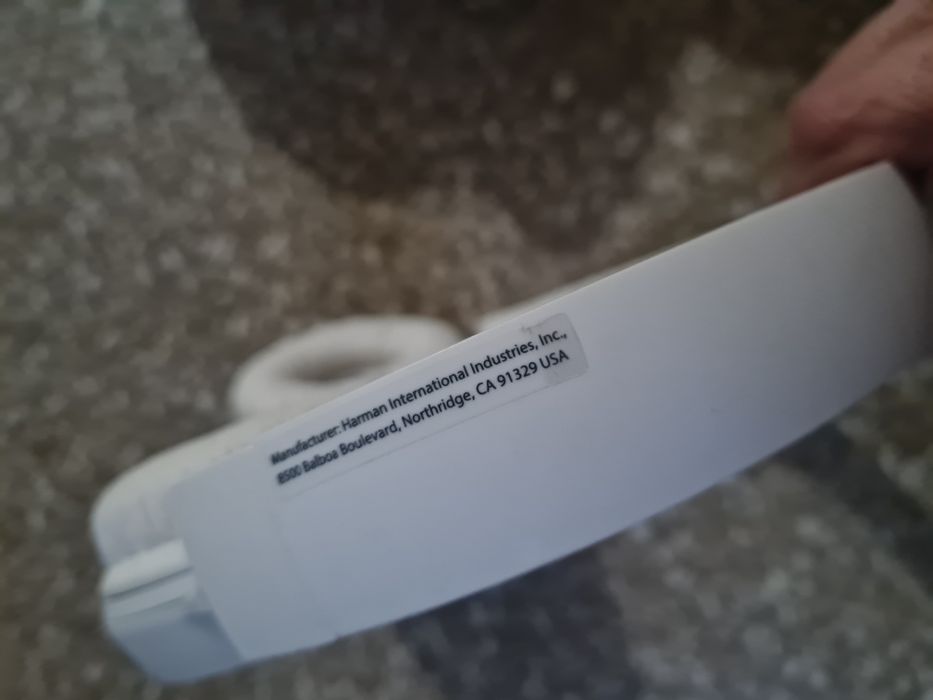 Manufacturer: Harman International Industries, Inc.,
8500 Balboa Boulevard, Northridge, CA 91329 USA